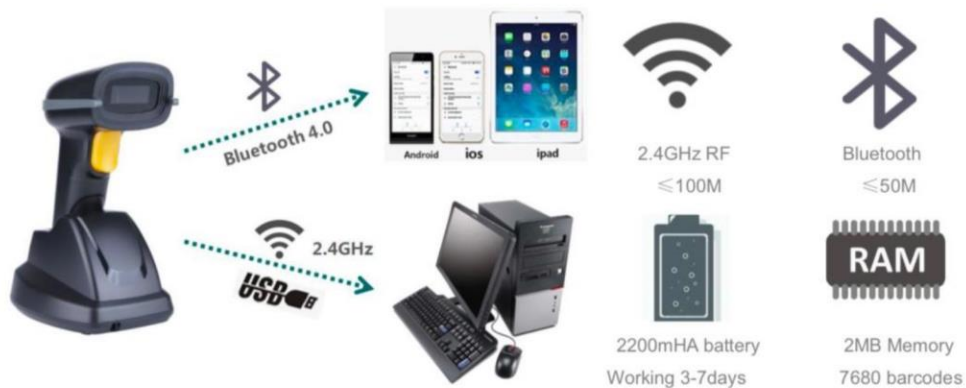 Bluetooth 4.0
Android
ios
ipad
2.4GHz
USB
2.4GHz RF
≤100M
Bluetooth
≤50M
RAM
2200mHA battery
Working 3-7days
2MB Memory
7680 barcodes